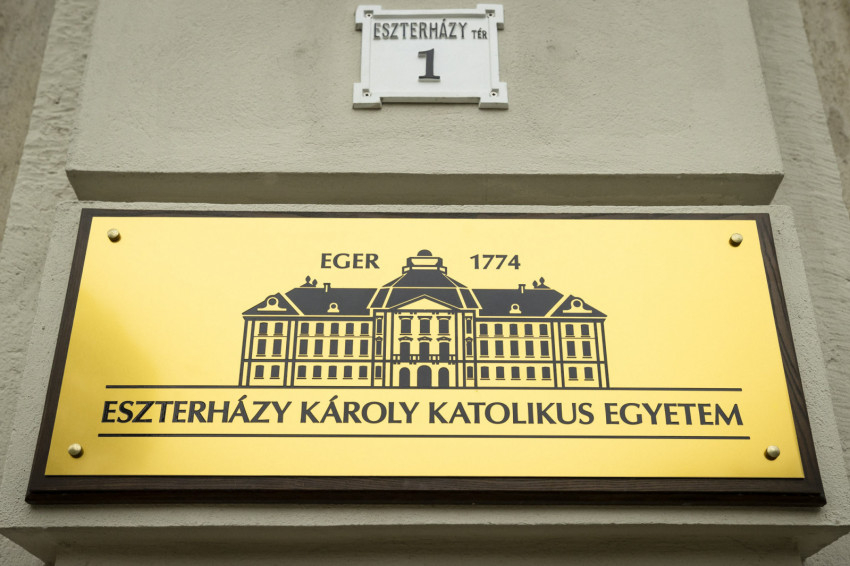 ESZTERHÁZY TÉR
1
EGER 1774
ESZTERHÁZY KÁROLY KATOLIKUS EGYETEM